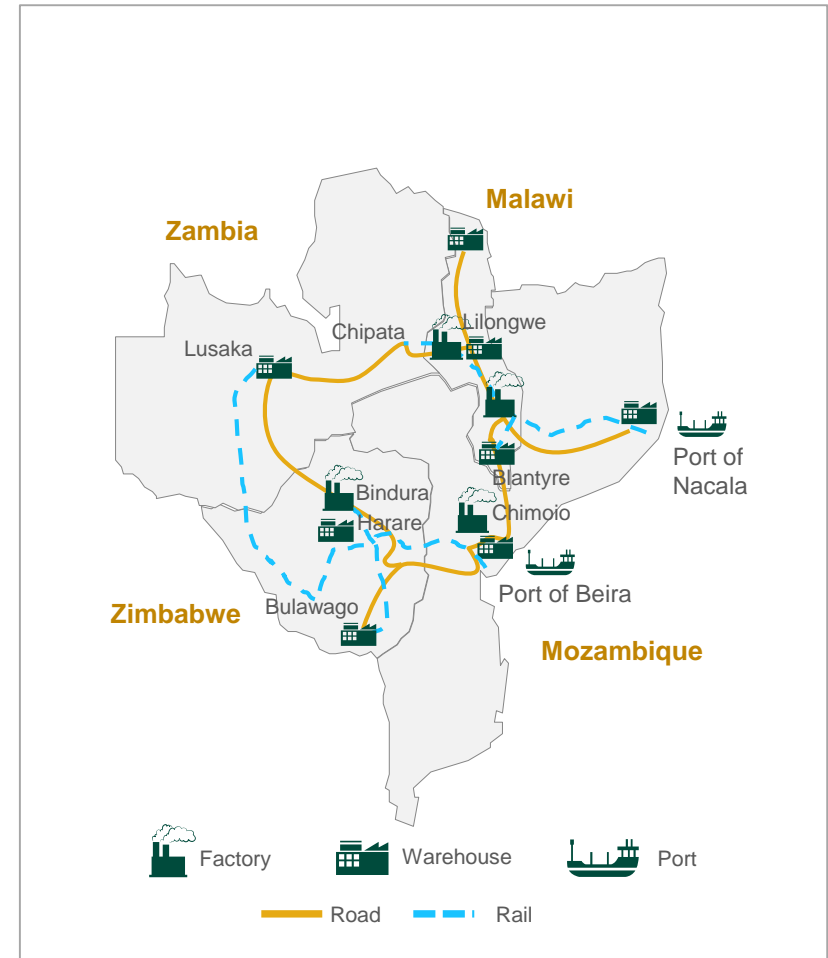 Malawi
Zambia
Lilongwe
Chipata
Lusaka
Port of
Nacala
Blantyre
Bindura
Chimoio
Harare
Port of Beira
Bulawago
Zimbabwe
Mozambique
Factory
Warehouse
Port
Road
Rail